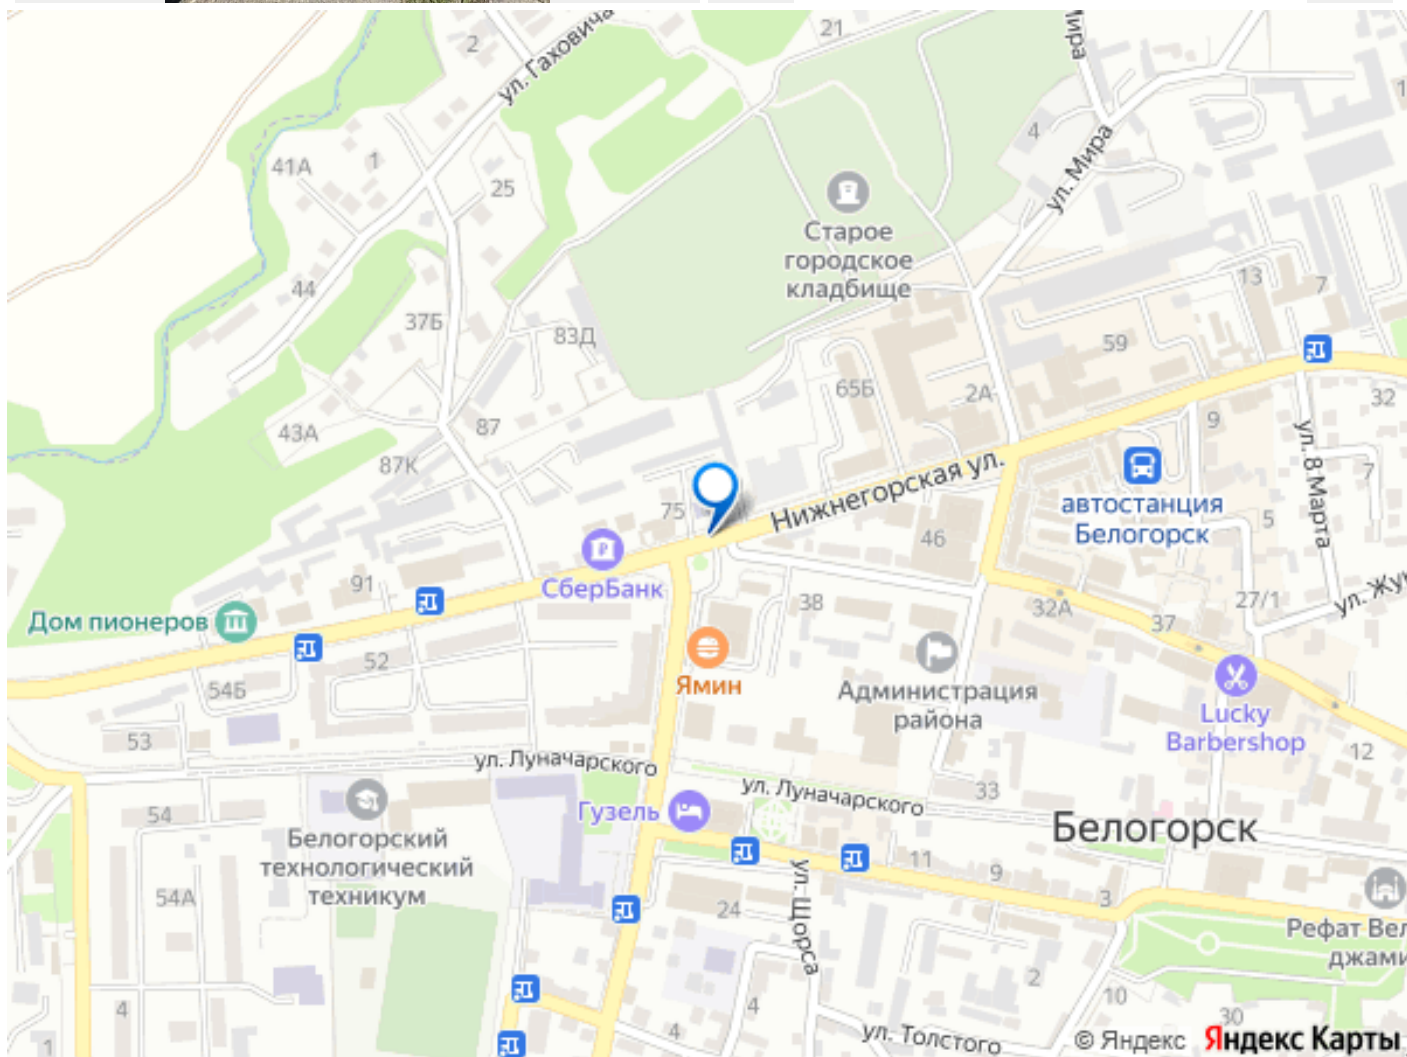 21
2
ул. Гаховича
Мира
4
41А
1
25
ул. Мира
Старое
городское
кладбище
44
13
7
37Б
83Д
59
65Б
2А
32
9
43А
87
87К
ул. 8 Марта
7
Нижнегорская ул.
автостанция
Белогорск
75
46
5
СберБанк
91
38
32А
27/1
37
Дом пионеров
52
54Б
Ямин
Администрация
района
Lucky
Barbershop
53
12
ул. Луначарского
ул. Луначарского
33
54
Гузель
Белогорск
Белогорский
технологический
техникум
11
9
3
54А
24
ул. Щорса
Рефат
2
4
10
4
4
30
1
ул. Толстого
© Яндекс
Яндекс Карты